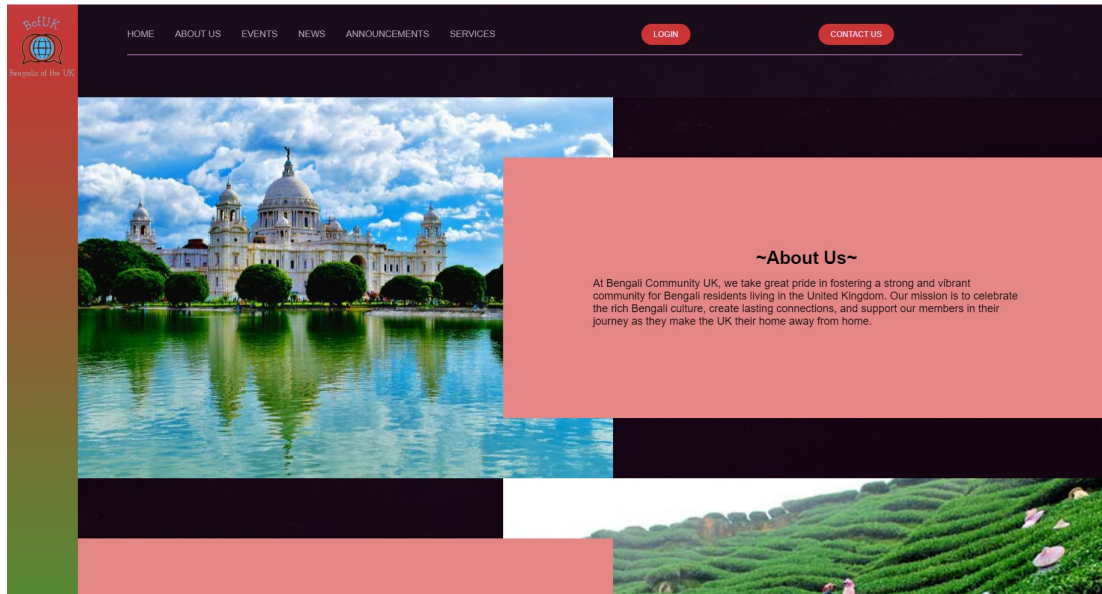 BofUK
Bengalis of the UK
HOME ABOUT US EVENTS NEWS ANNOUNCEMENTS SERVICES LOGIN CONTACT US
~About Us~
At Bengali Community UK, we take great pride in fostering a strong and vibrant
community for Bengali residents living in the United Kingdom. Our mission is to celebrate
the rich Bengali culture, create lasting connections, and support our members in their
journey as they make the UK their home away from home.